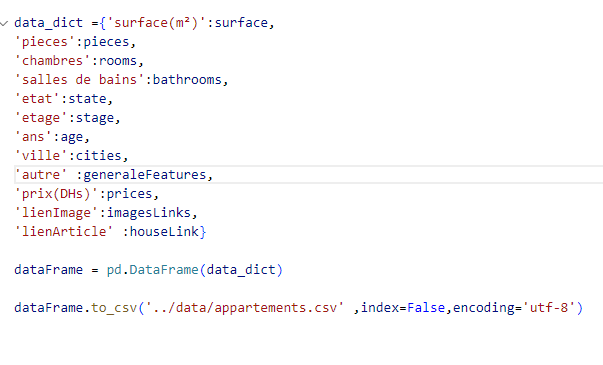 data_dict ={'surface(m²)':surface,
'pieces':pieces,
'chambres':rooms,
'salles de bains':bathrooms,
'etat':state,
'etage':stage,
'ans':age,
'ville':cities,
'autre' :generaleFeatures,
'prix(DHs)':prices,
'lienImage':imagesLinks,
'lienArticle' :houseLink}
dataFrame = pd.DataFrame(data_dict)
dataFrame.to_csv('../data/appartements.csv' ,index=False,encoding='utf-8')